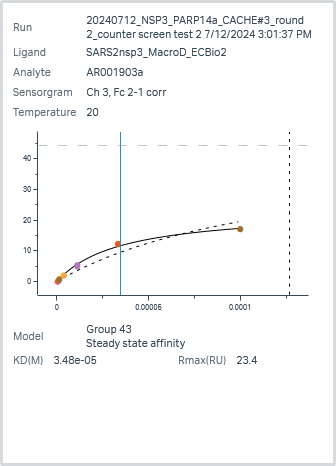 Run 20240712_NSP3_PARP14a_CACHE#3_round
2_counter screen test 2 7/12/2024 3:01:37 PM
Ligand SARS2nsp3_MacroD_ECBio2
Analyte AR001903a
Sensorgram Ch 3, Fc 2-1 corr
Temperature 20
40
30
20
10
0
0 0.00005 0.0001
Model Group 43
Steady state affinity
KD(M) 3.48e-05 Rmax(RU) 23.4